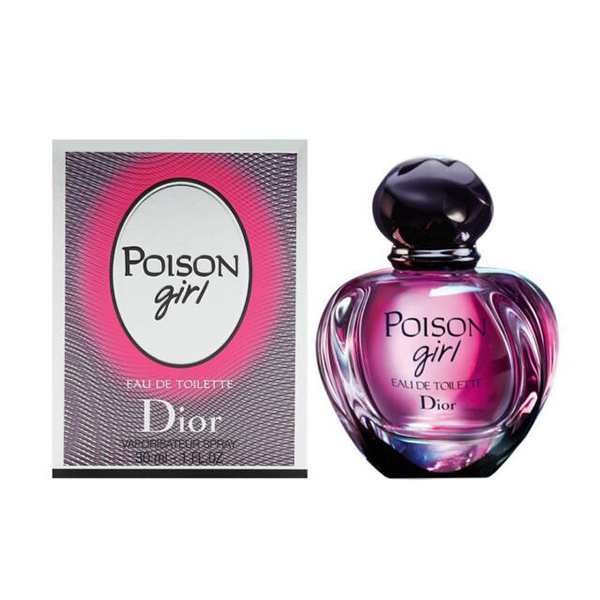 POISON
girl
EAU DE TOILETTE
Dior
VAPORISATEUR SPRAY
30 ml - 1 FL OZ
POISON
girl
EAU DE TOILETTE
Dior